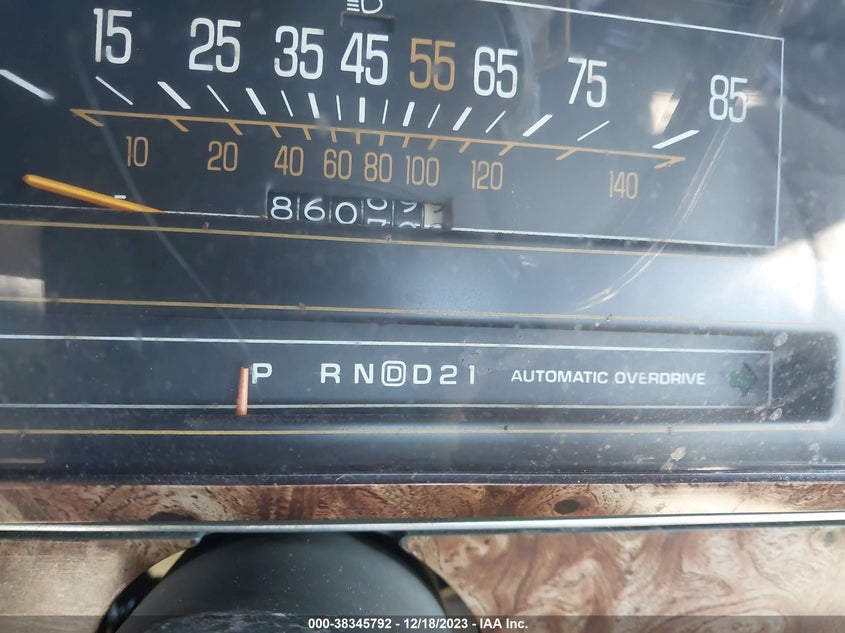 15 25 35 45 55 65 75 85
10 20 40 60 80 100 120 140
860
P R N D D 2 1 AUTOMATIC OVERDRIVE
000-38345792 - 12/18/2023 - IAA Inc.